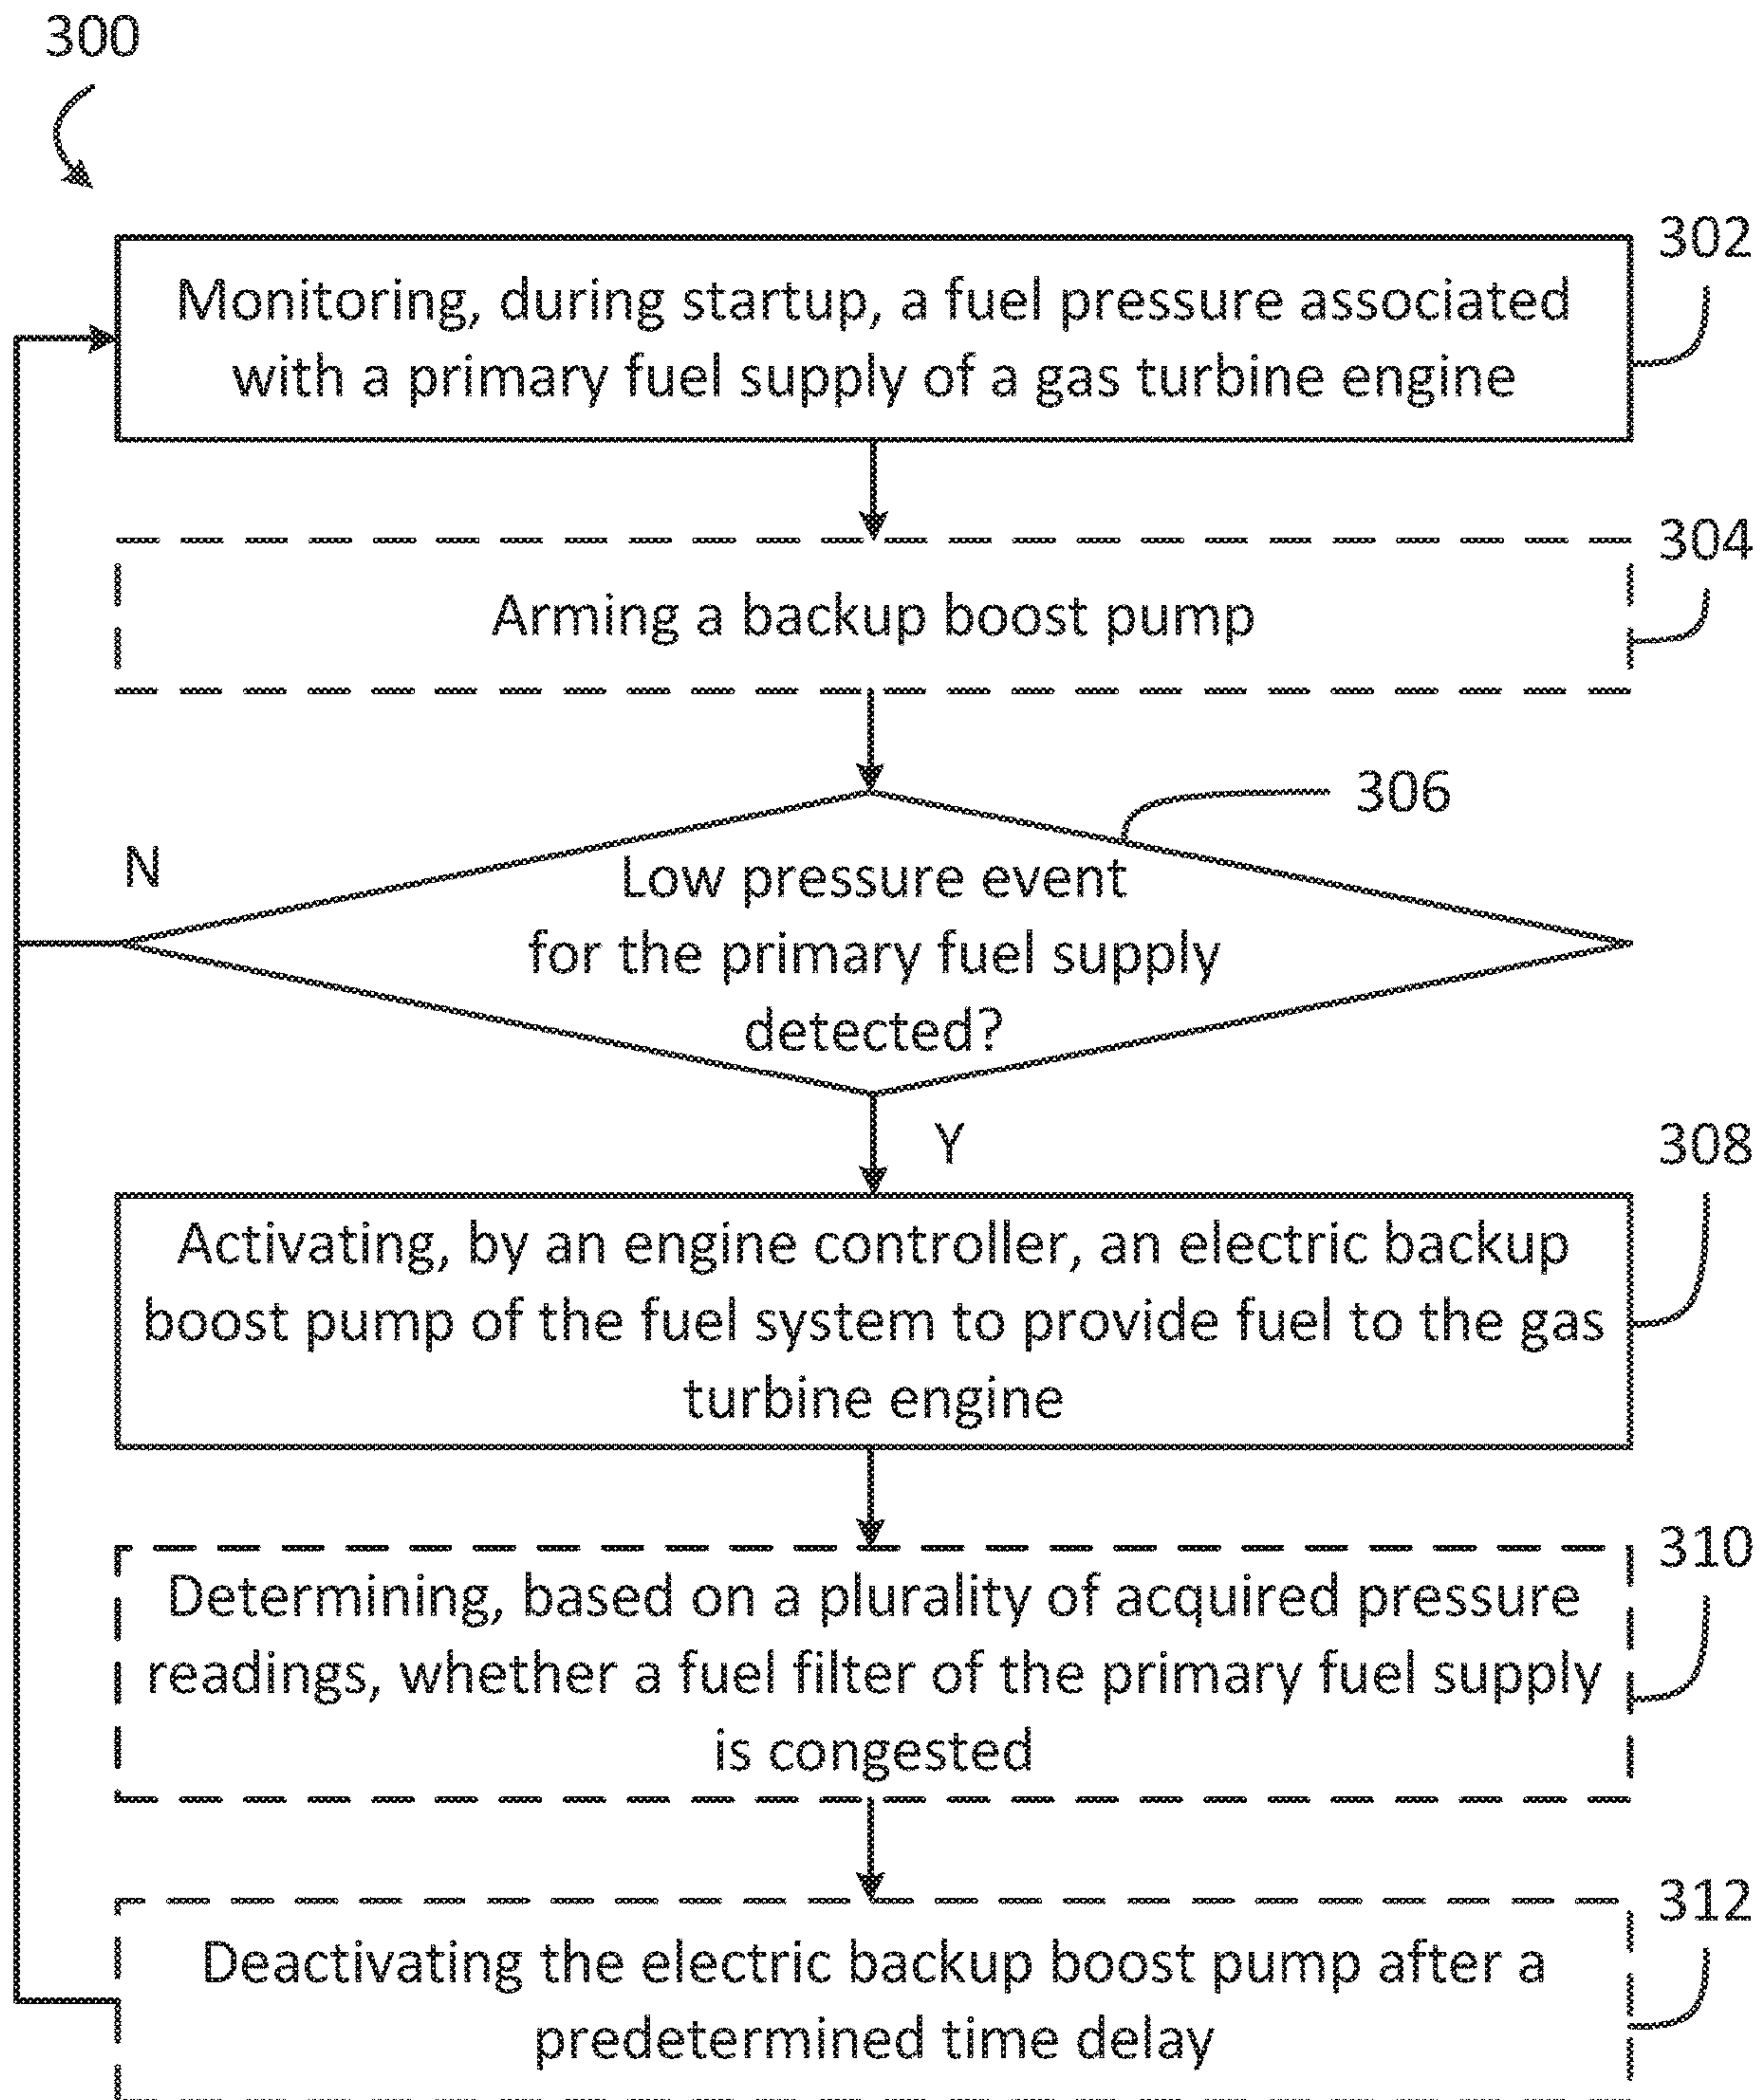 300
302
Monitoring, during startup, a fuel pressure associated
with a primary fuel supply of a gas turbine engine
304
Arming a backup boost pump
306
N
Low pressure event
for the primary fuel supply
detected?
Y
308
Activating, by an engine controller, an electric backup
boost pump of the fuel system to provide fuel to the gas
turbine engine
310
Determining, based on a plurality of acquired pressure
readings, whether a fuel filter of the primary fuel supply
is congested
312
Deactivating the electric backup boost pump after a
predetermined time delay